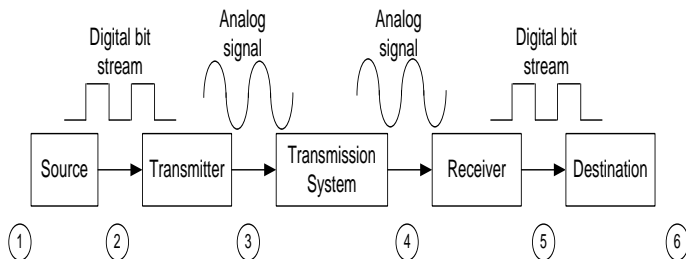 Digital bit
stream
Analog
signal
Analog
signal
Digital bit
stream
Source
Transmitter
Transmission
System
Receiver
Destination
1
2
3
4
5
6